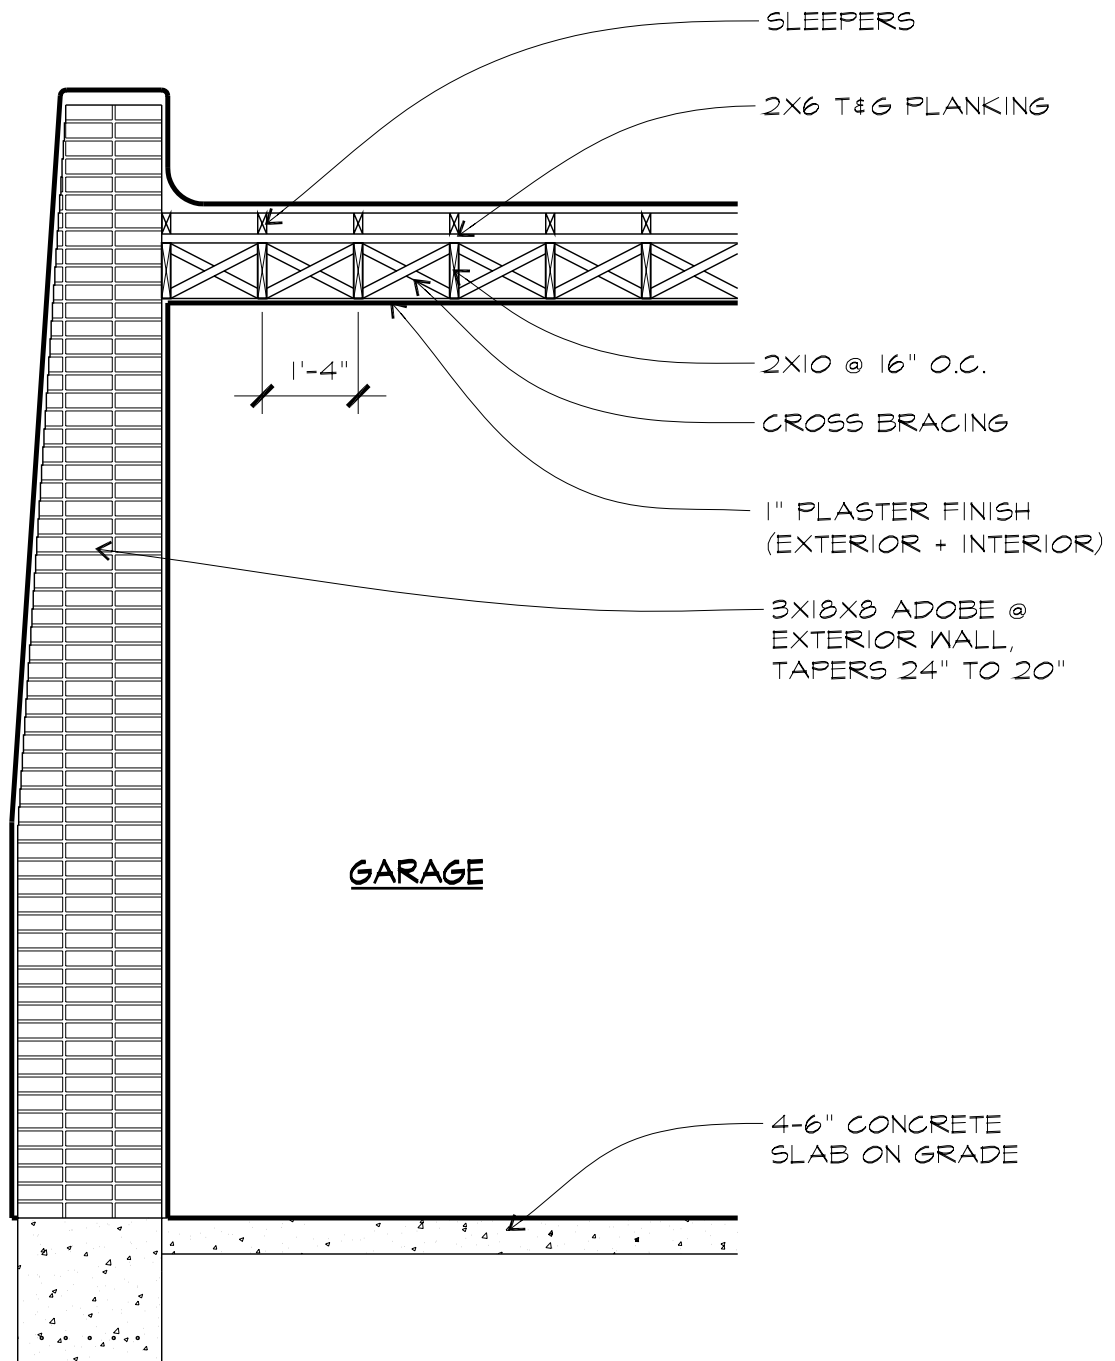 SLEEPERS
2X6 T&G PLANKING
1'-4"
2X10 @ 16" O.C.
CROSS BRACING
1" PLASTER FINISH
(EXTERIOR + INTERIOR)
3X18X8 ADOBE @
EXTERIOR WALL,
TAPERS 24" TO 20"
GARAGE
4-6" CONCRETE
SLAB ON GRADE